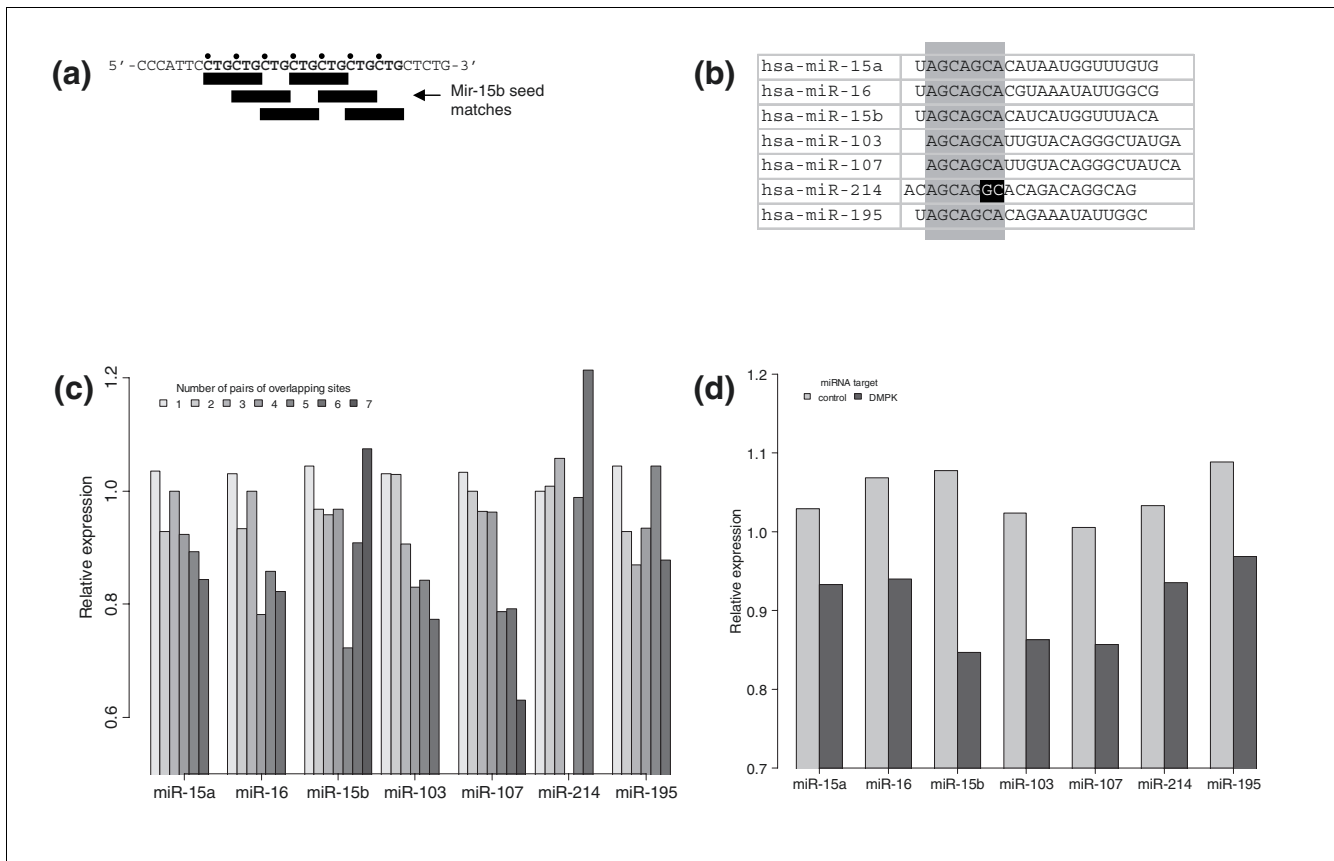 (a)
5’-CCCATTCCTGCTGCTGCTGCTGCTGCTGCTCTG-3’
Mir-15b seed
matches
(b)
hsa-miR-15a UAGCAGCACAUAAUGGUUUGUG
hsa-miR-16 UAGCAGCACGUAAAUAUUGGCG
hsa-miR-15b UAGCAGCACAUCAUGGUUUACA
hsa-miR-103 AGCAGCAUUGUACAGGGCUAUGA
hsa-miR-107 AGCAGCAUUGUACAGGGCUAUCA
hsa-miR-214 ACAGCAGGCACAGACAGGCAG
hsa-miR-195 UAGCAGCACAGAAAUAUUGGC
(c)
Number of pairs of overlapping sites
1 2 3 4 5 6 7
Relative expression
1.2
1.0
0.8
0.6
miR-15a miR-16 miR-15b miR-103 miR-107 miR-214 miR-195
(d)
miRNA target
control DMPK
Relative expression
1.2
1.1
1.0
0.9
0.8
0.7
miR-15a miR-16 miR-15b miR-103 miR-107 miR-214 miR-195